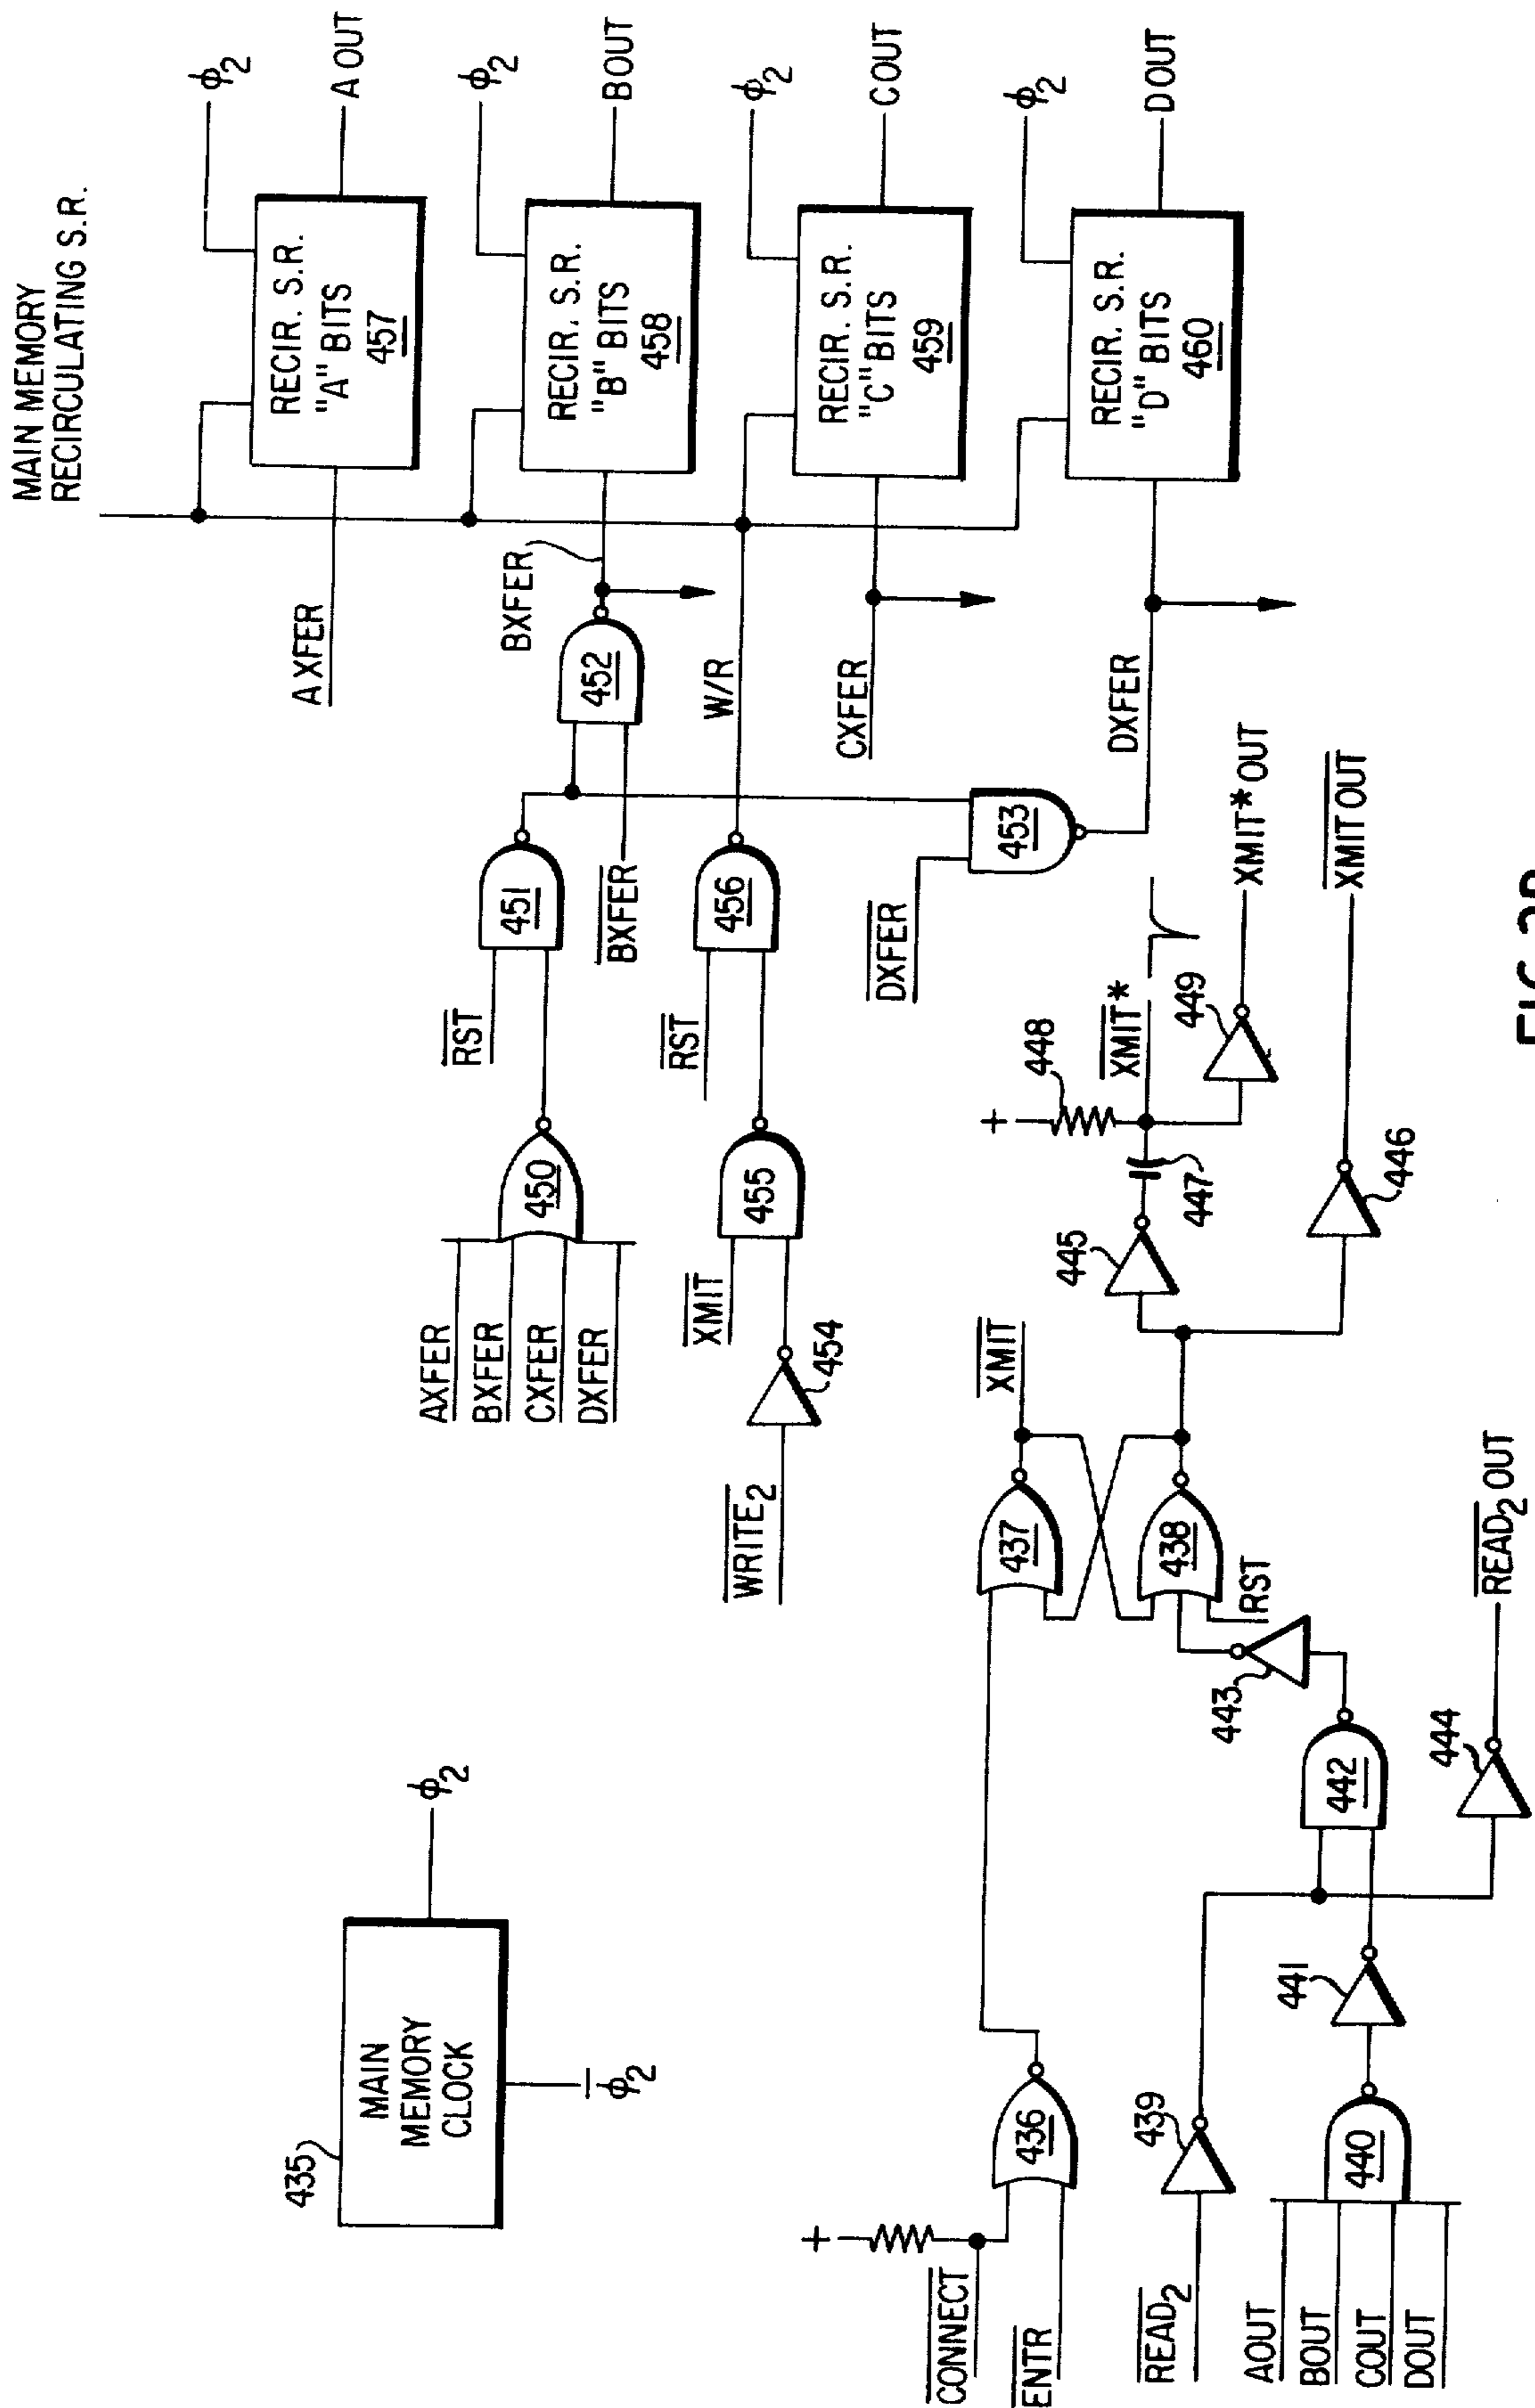 MAIN MEMORY
RECIRCULATING S.R.
ϕ2
RECIR. S.R.
"A" BITS
457
A OUT
AXFER
ϕ2
RECIR. S.R.
"B" BITS
458
BOUT
BXFER
452
451
RST
BXFER
W/R
ϕ2
RECIR. S.R.
"C" BITS
459
COUT
CXFER
456
RST
ϕ2
RECIR. S.R.
"D" BITS
460
DOUT
DXFER
453
DXFER
AXFER
BXFER
CXFER
DXFER
450
XMIT
455
WRITE2
454
435
MAIN
MEMORY
CLOCK
ϕ2
ϕ2
CONNECT
+
ENTR
436
437
XMIT
438
RST
443
445
447
448
+
XMIT*
449
XMIT* OUT
446
XMIT OUT
READ2
439
AOUT
BOUT
COUT
DOUT
440
441
442
444
READ2 OUT